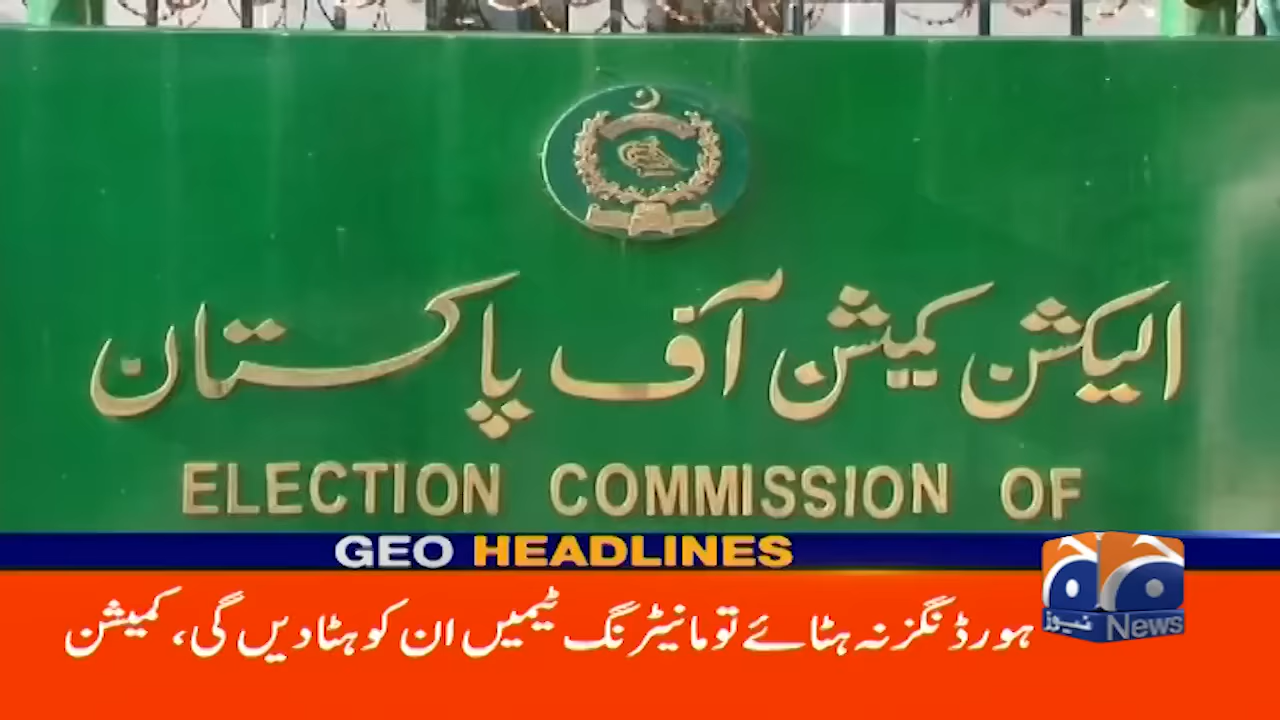 الیکشن کمیشن آف پاکستان
ELECTION COMMISSION OF
GEO HEADLINES
ہورڈنگز نہ ہٹائے تو مانیٹرنگ ٹیمیں ان کو ہٹا دیں گی، کمیشن
نیوز News